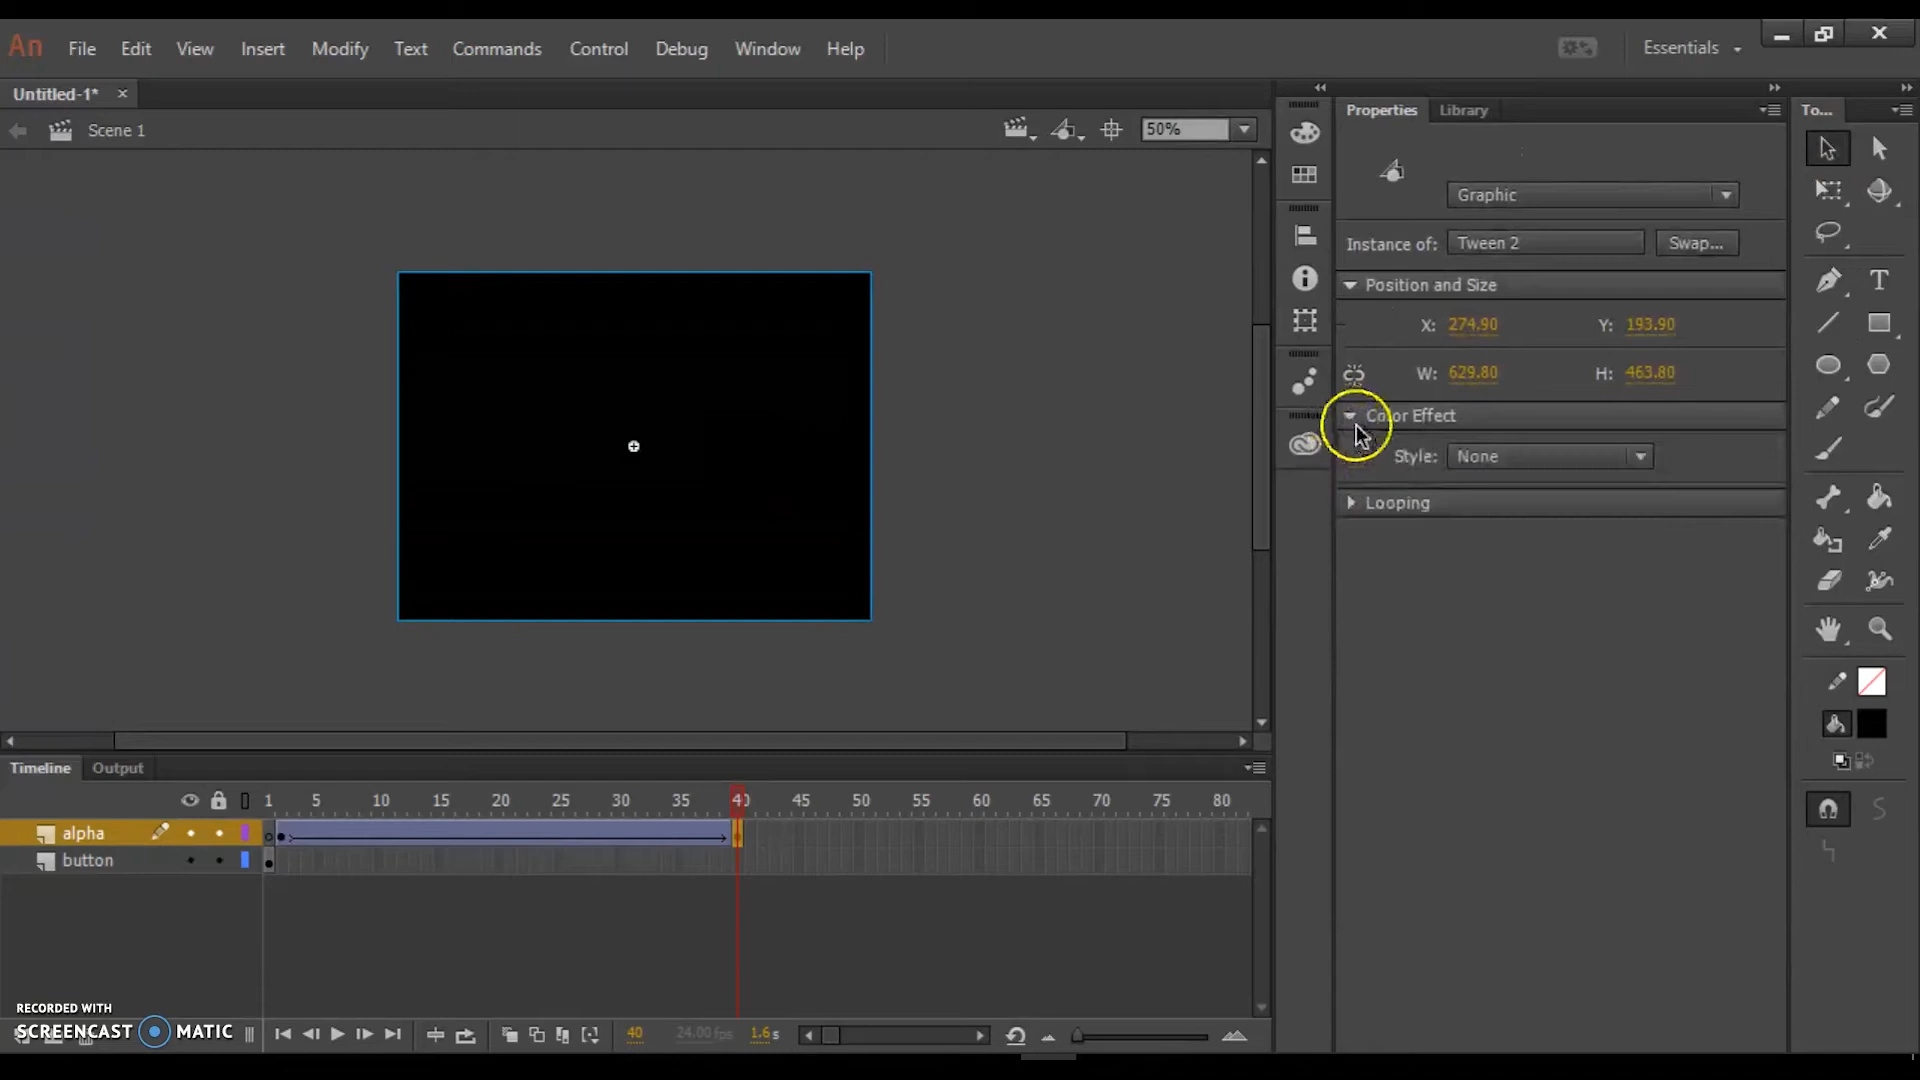 An File Edit View Insert Modify Text Commands Control Debug Window Help Essentials
Untitled-1* ×
Scene 1 50%
Properties Library To...
Graphic
Instance of: Tween 2 Swap...
Position and Size
X: 274.90 Y: 193.90
W: 629.80 H: 463.80
Color Effect
Style: None
Looping
Timeline Output
1 5 10 15 20 25 30 35 40 45 50 55 60 65 70 75 80
alpha
button
RECORDED WITH
SCREENCAST MATIC
40 24.00 fps 1.6 s